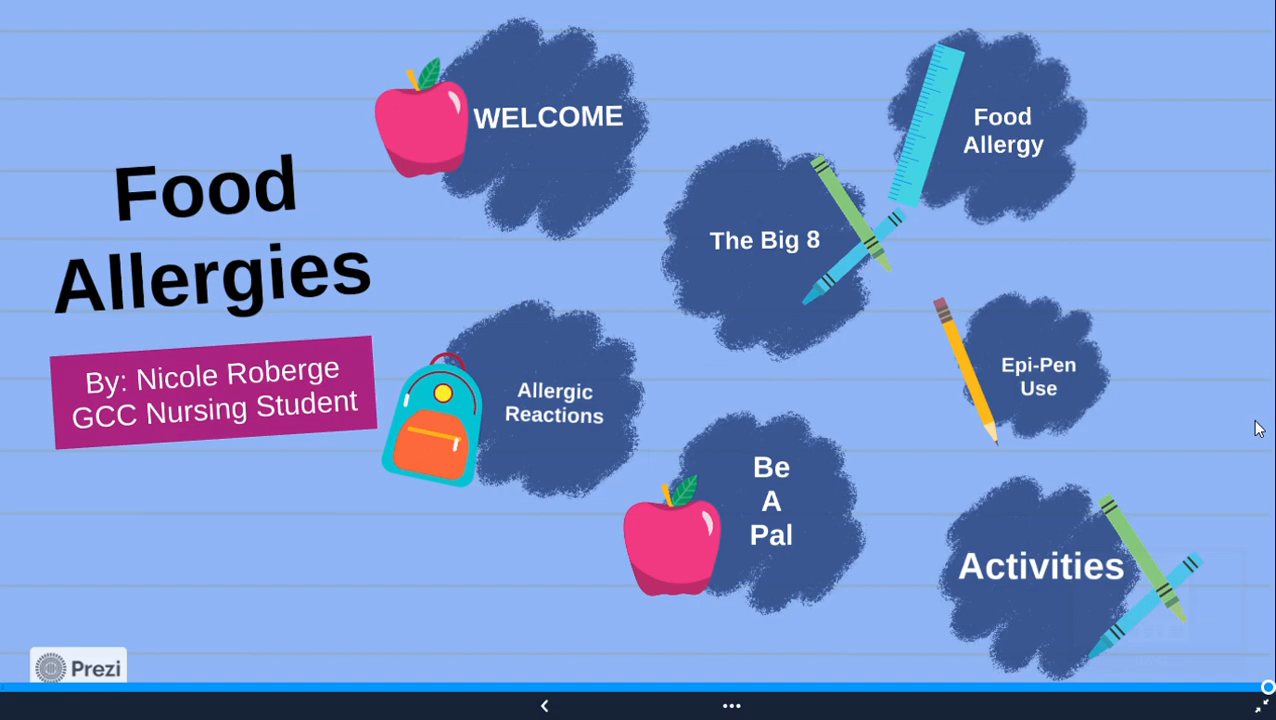 Food
Allergies
By: Nicole Roberge
GCC Nursing Student
WELCOME
Food
Allergy
The Big 8
Allergic
Reactions
Epi-Pen
Use
Be
A
Pal
Activities
Prezi